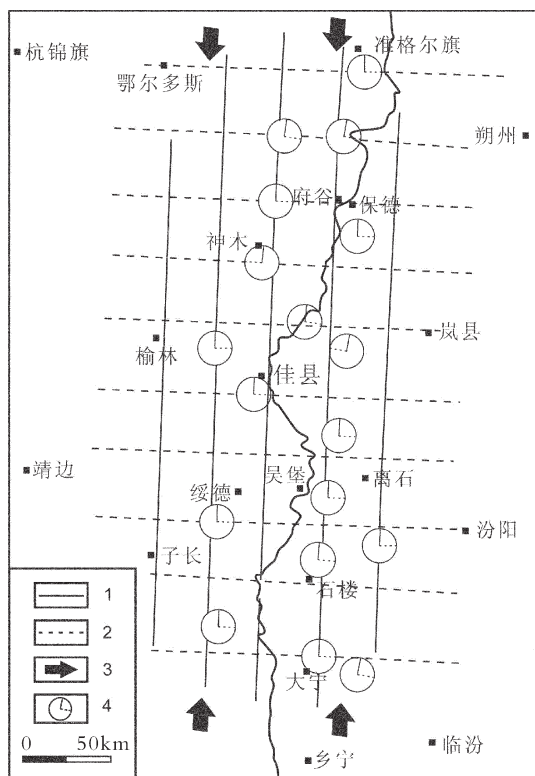 准格尔旗
杭锦旗
鄂尔多斯
朔州
府谷
保德
神木
岚县
榆林
佳县
靖边
吴堡
离石
绥德
汾阳
子长
石楼
1
2
大宁
3
4
0 50km
临汾
乡宁